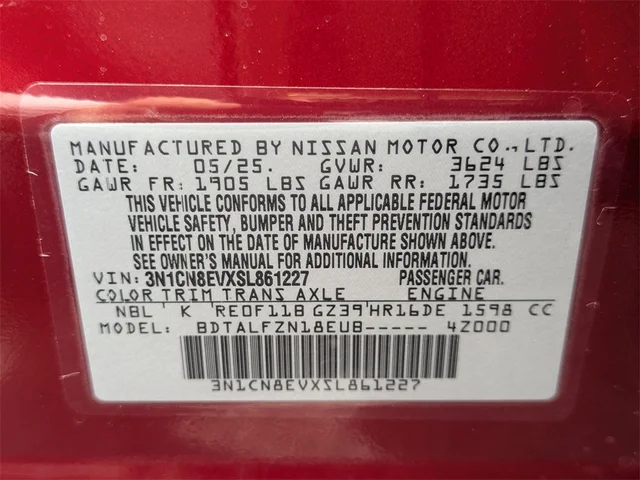 MANUFACTURED BY NISSAN MOTOR CO.,LTD.
DATE: 05/25. GVWR: 3624 LBS
GAWR FR: 1905 LBS GAWR RR: 1735 LBS
THIS VEHICLE CONFORMS TO ALL APPLICABLE FEDERAL MOTOR
VEHICLE SAFETY, BUMPER AND THEFT PREVENTION STANDARDS
IN EFFECT ON THE DATE OF MANUFACTURE SHOWN ABOVE.
SEE OWNER'S MANUAL FOR ADDITIONAL INFORMATION.
VIN: 3N1CN8EVXSL861227 PASSENGER CAR.
COLOR TRIM TRANS AXLE ENGINE
NBL K RE0F11B GZ39 HR16DE 1598 CC
MODEL: BDTALFZN18EUB----- 4Z000
3N1CN8EVXSL861227